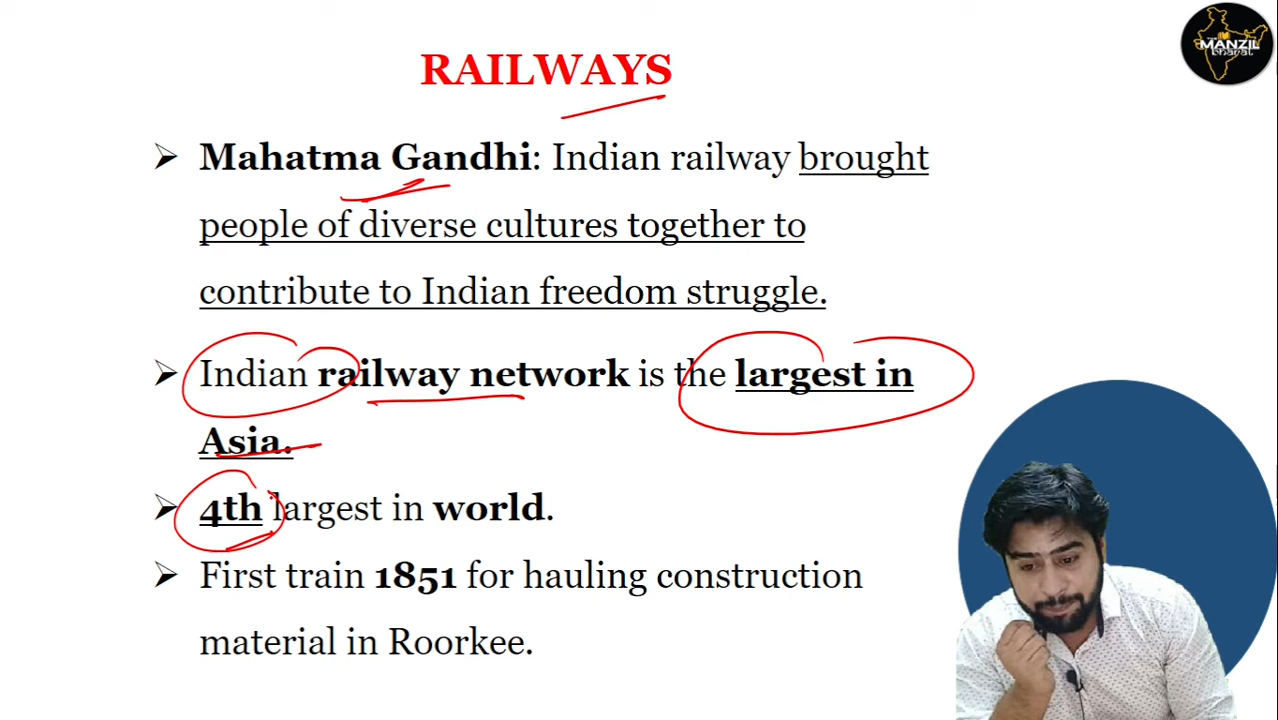 THE
MANZIL
bharat
RAILWAYS
➢ Mahatma Gandhi: Indian railway brought
people of diverse cultures together to
contribute to Indian freedom struggle.
➢ Indian railway network is the largest in
Asia.
➢ 4th largest in world.
➢ First train 1851 for hauling construction
material in Roorkee.